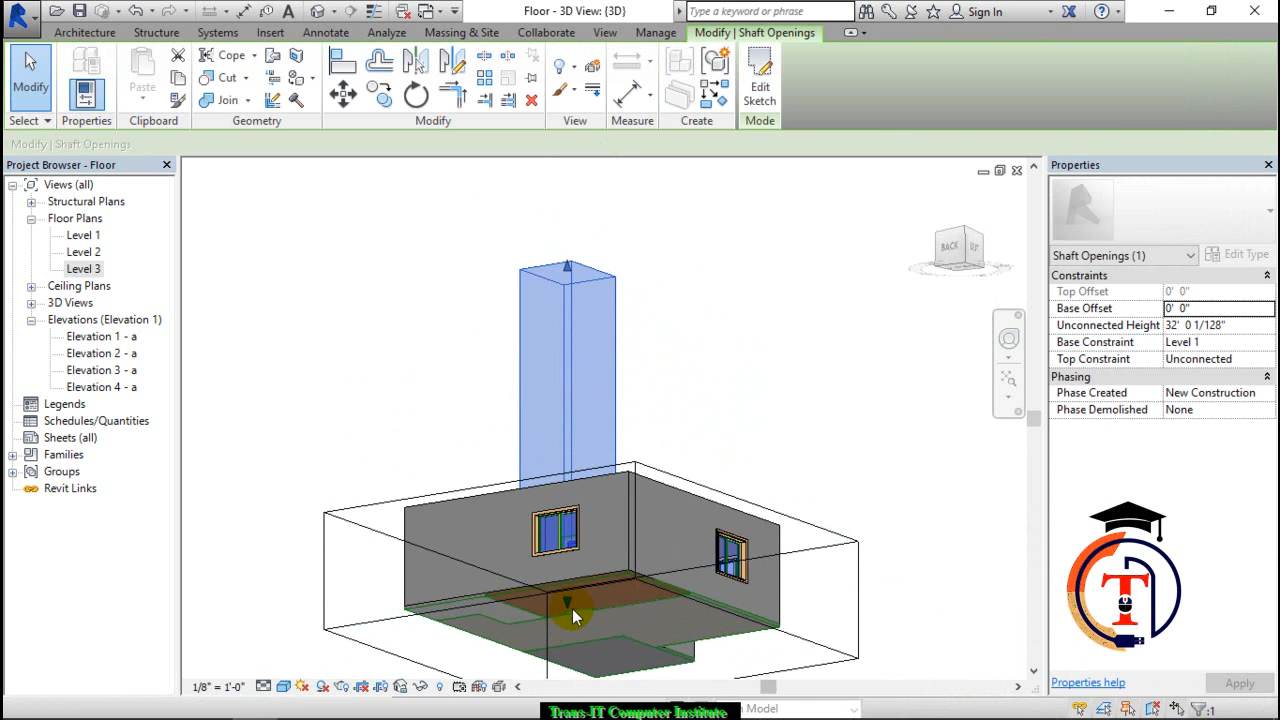 Floor - 3D View: {3D}
Type a keyword or phrase
Sign In
Architecture Structure Systems Insert Annotate Analyze Massing & Site Collaborate View Manage Modify | Shaft Openings
Modify
Paste
Cope
Cut
Join
Edit Sketch
Select Properties Clipboard Geometry Modify View Measure Create Mode
Modify | Shaft Openings
Project Browser - Floor
Views (all)
Structural Plans
Floor Plans
Level 1
Level 2
Level 3
Ceiling Plans
3D Views
Elevations (Elevation 1)
Elevation 1 - a
Elevation 2 - a
Elevation 3 - a
Elevation 4 - a
Legends
Schedules/Quantities
Sheets (all)
Families
Groups
Revit Links
BACK
Properties
Shaft Openings (1)
Edit Type
Constraints
Top Offset 0' 0"
Base Offset 0' 0"
Unconnected Height 32' 0 1/128"
Base Constraint Level 1
Top Constraint Unconnected
Phasing
Phase Created New Construction
Phase Demolished None
T
Properties help
Apply
1/8" = 1'-0"
Trans-IT Computer Institute
Model
:1